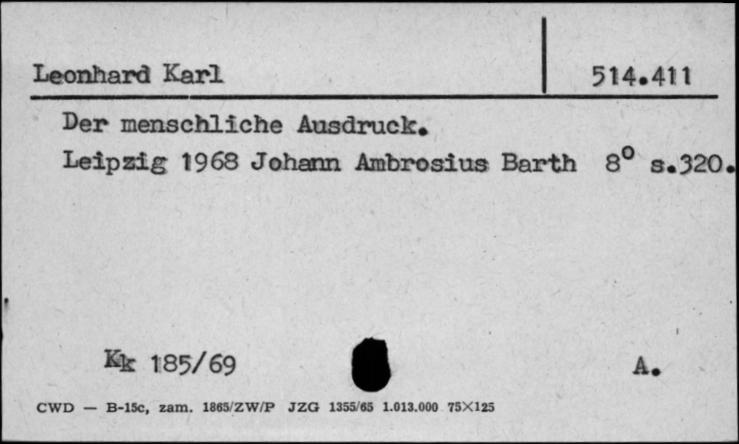 Leonhard Karl 514.411
Der menschliche Ausdruck.
Leipzig 1968 Johann Ambrosius Barth 8° s.320.
Kk 185/69 A.
CWD — B-15c, zam. 1865/ZW/P JZG 1355/65 1.013.000 75×125